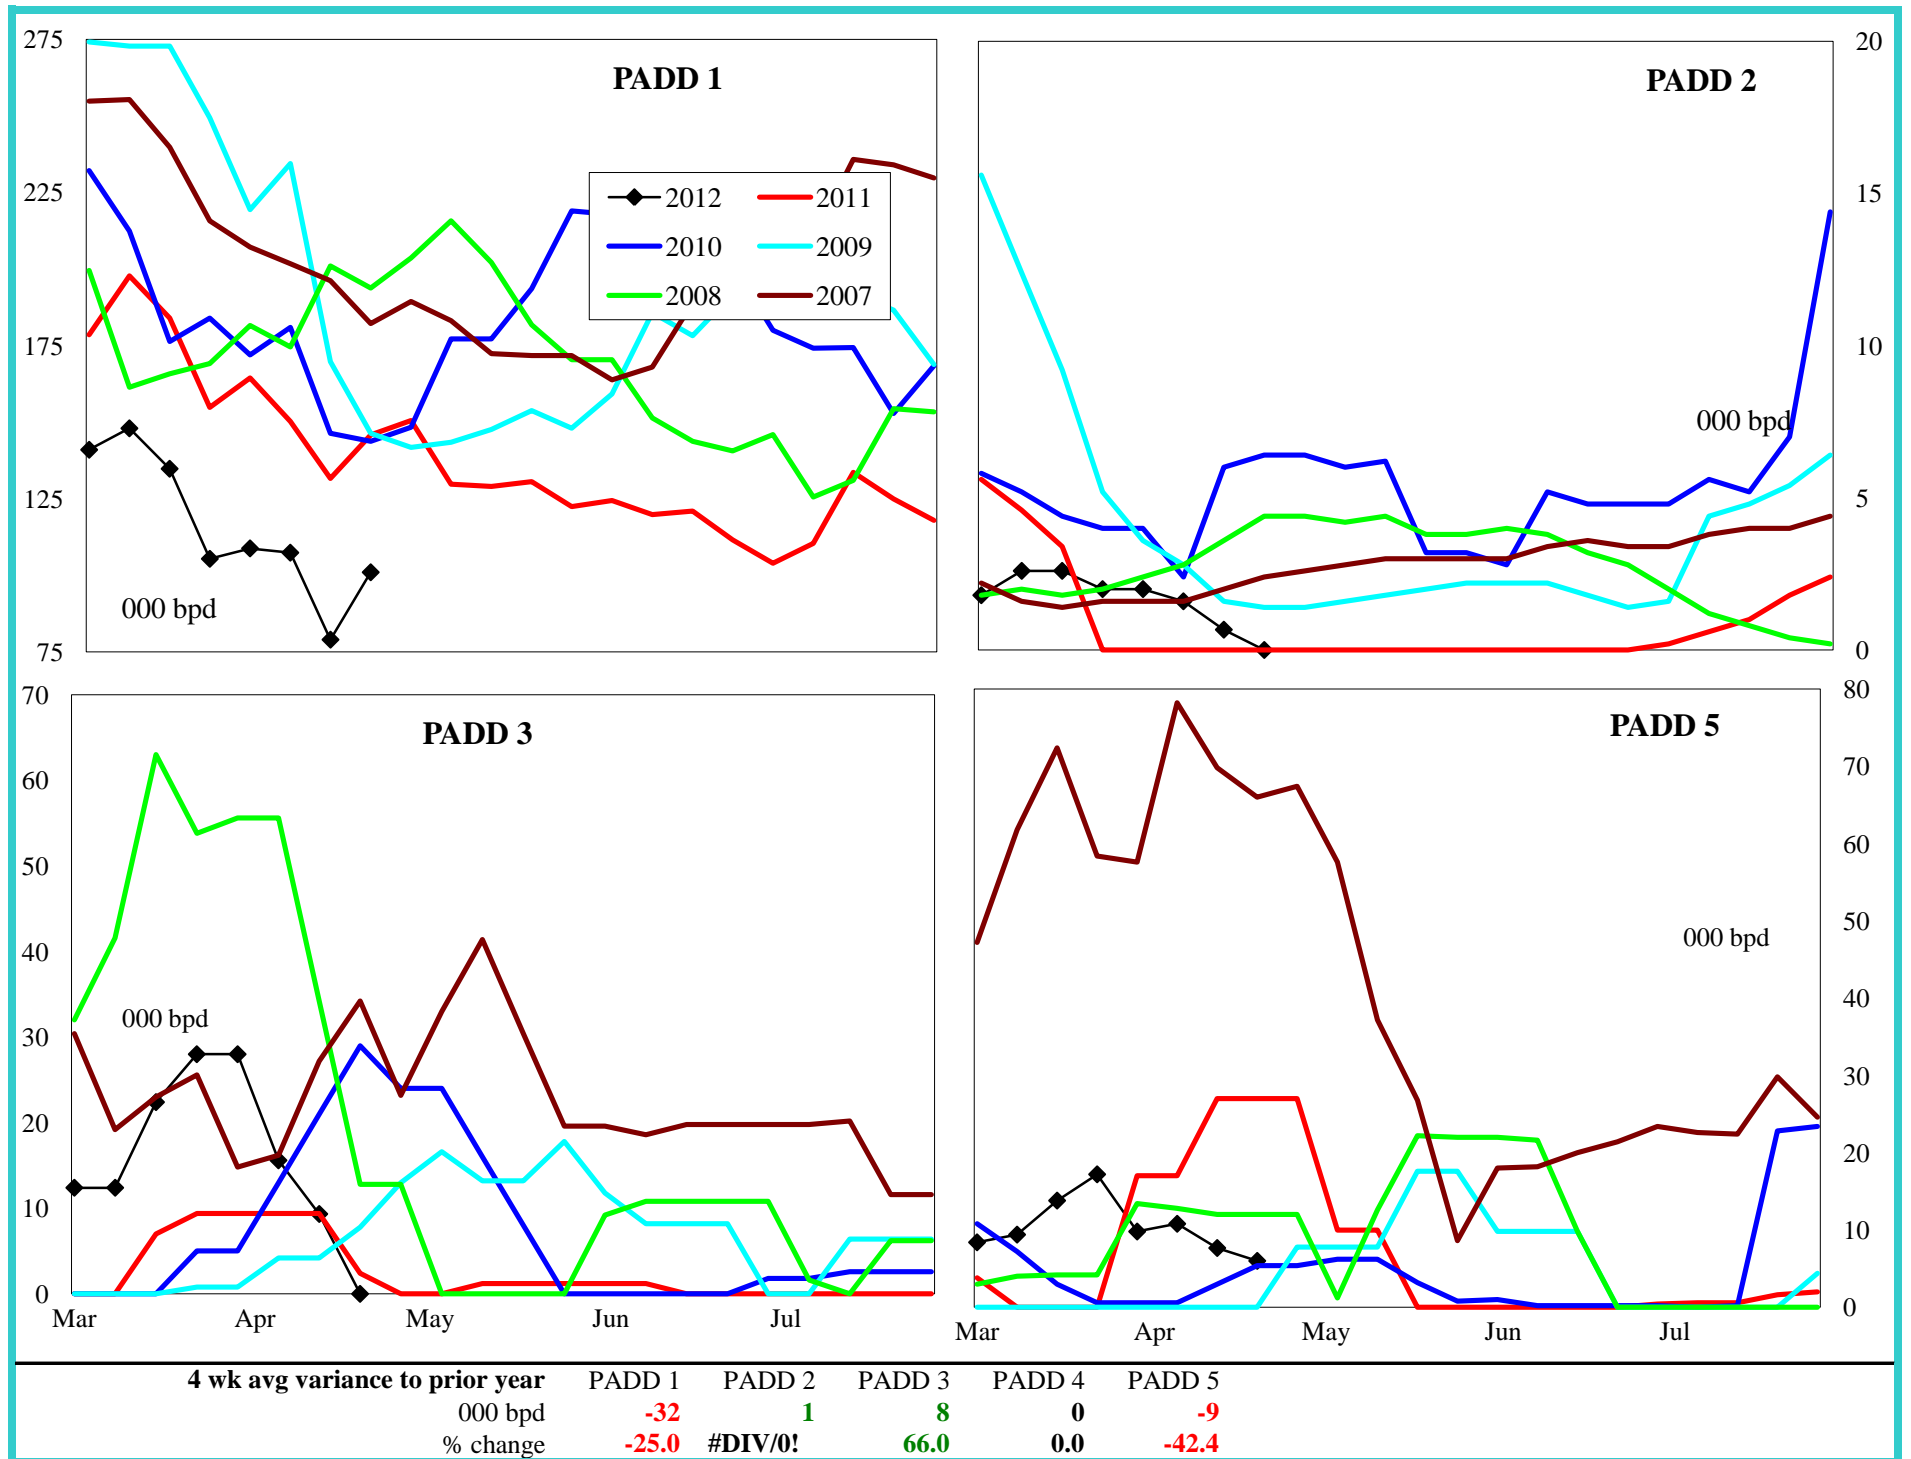 275
225
175
125
75
PADD 1
000 bpd
2012 2011
2010 2009
2008 2007
PADD 2
000 bpd
20
15
10
5
0
70
60
50
40
30
20
10
0
PADD 3
000 bpd
Mar Apr May Jun Jul
PADD 5
000 bpd
80
70
60
50
40
30
20
10
0
Mar Apr May Jun Jul
4 wk avg variance to prior year PADD 1 PADD 2 PADD 3 PADD 4 PADD 5
000 bpd -32 1 8 0 -9
% change -25.0 #DIV/0! 66.0 0.0 -42.4